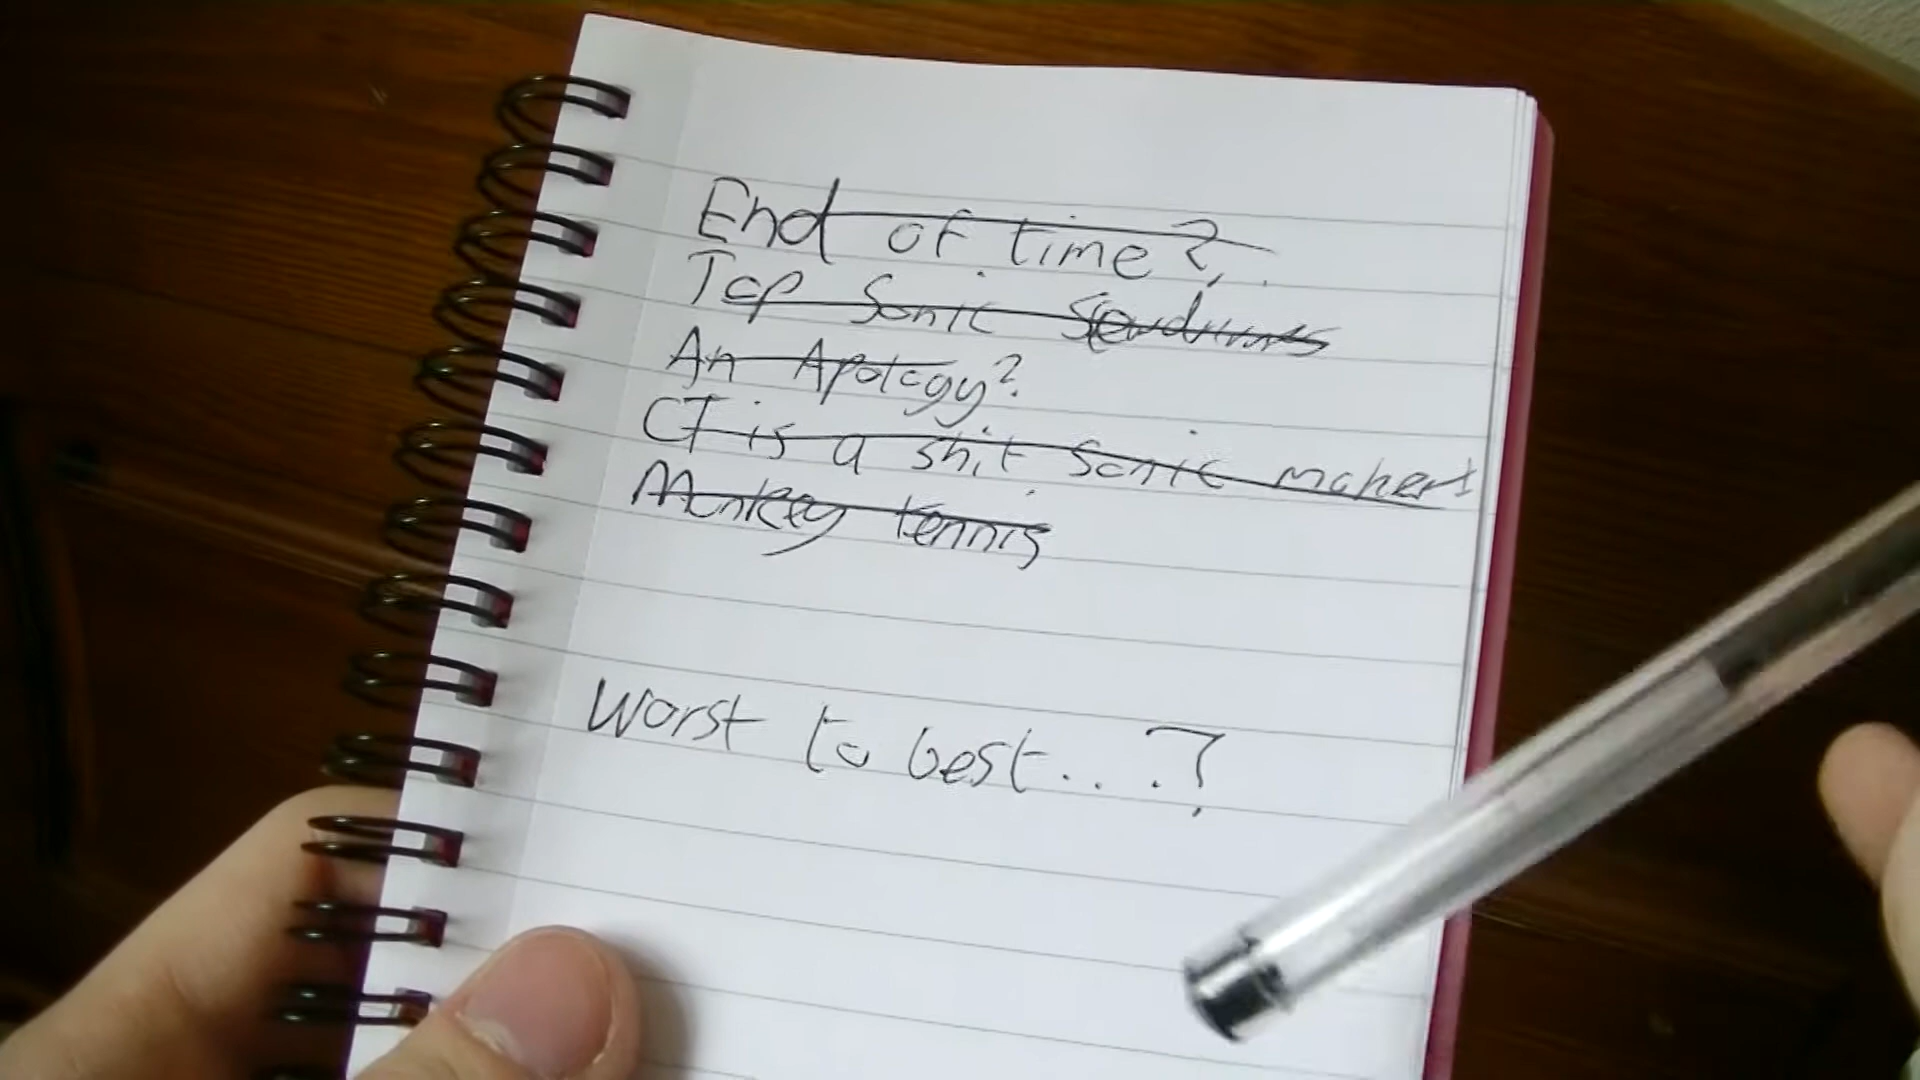 End of time?
Top Sonic
An Apology?
CT is a shit Sonic maker!
Monkey tennis
Worst to best...?